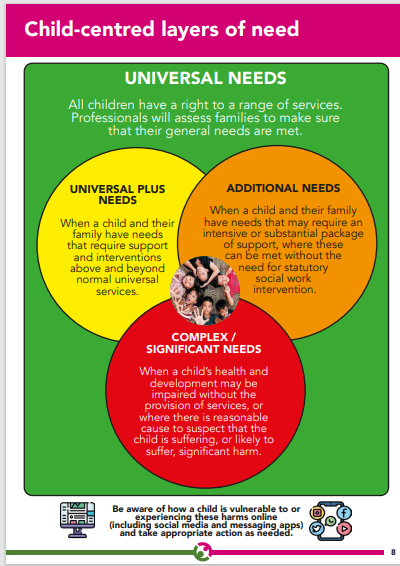 Child-centred layers of need
UNIVERSAL NEEDS
All children have a right to a range of services.
Professionals will assess families to make sure
that their general needs are met.
UNIVERSAL PLUS
NEEDS
When a child and their
family have needs
that require support
and interventions
above and beyond
normal universal
services.
ADDITIONAL NEEDS
When a child and their family
have needs that may require an
intensive or substantial package
of support, where these
can be met without the
need for statutory
social work
intervention.
COMPLEX /
SIGNIFICANT NEEDS
When a child's health and
development may be
impaired without the
provision of services, or
where there is reasonable
cause to suspect that the
child is suffering, or likely to
suffer, significant harm.
Be aware of how a child is vulnerable to or
experiencing these harms online
(including social media and messaging apps)
and take appropriate action as needed.
8